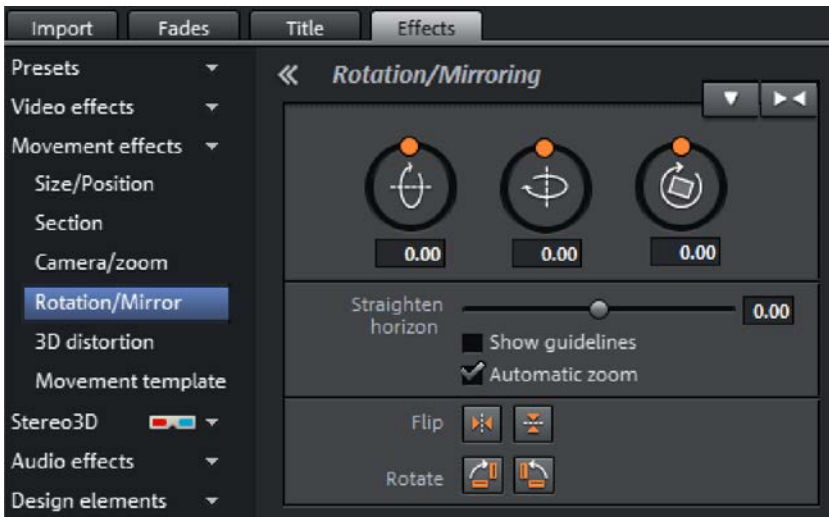 Import Fades Title Effects
Presets
Video effects
Movement effects
Size/Position
Section
Camera/zoom
Rotation/Mirror
3D distortion
Movement template
Stereo3D
Audio effects
Design elements
Rotation/Mirroring
0.00 0.00 0.00
Straighten 0.00
horizon
Show guidelines
Automatic zoom
Flip
Rotate